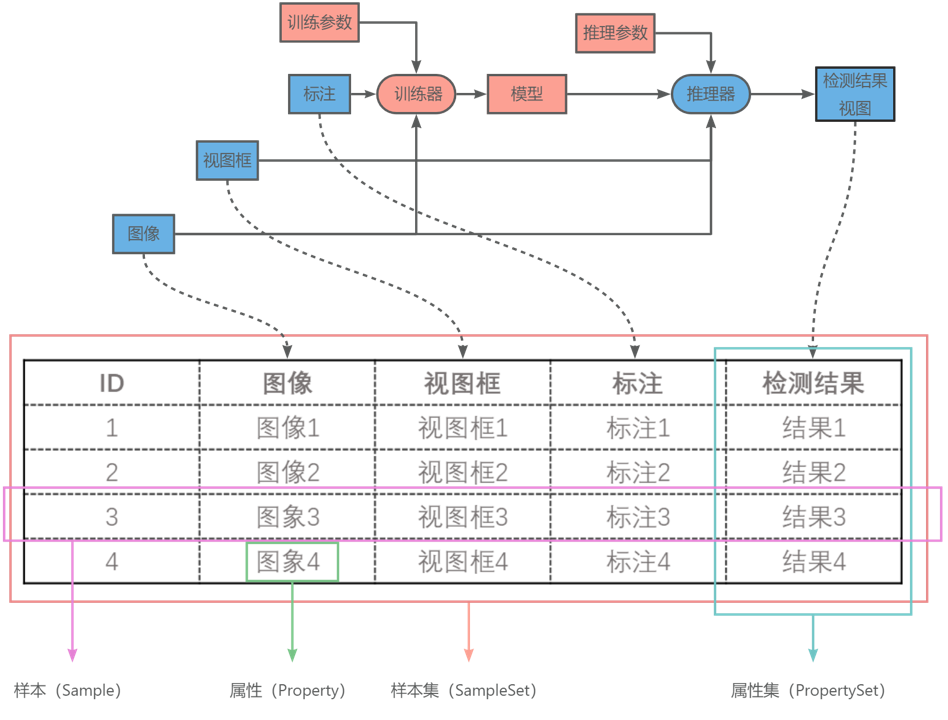 训练参数
推理参数
标注
训练器
模型
推理器
检测结果
视图
视图框
图像
ID 图像 视图框 标注 检测结果
1 图像1 视图框1 标注1 结果1
2 图像2 视图框2 标注2 结果2
3 图象3 视图框3 标注3 结果3
4 图象4 视图框4 标注4 结果4
样本（Sample） 属性（Property） 样本集（SampleSet） 属性集（PropertySet）